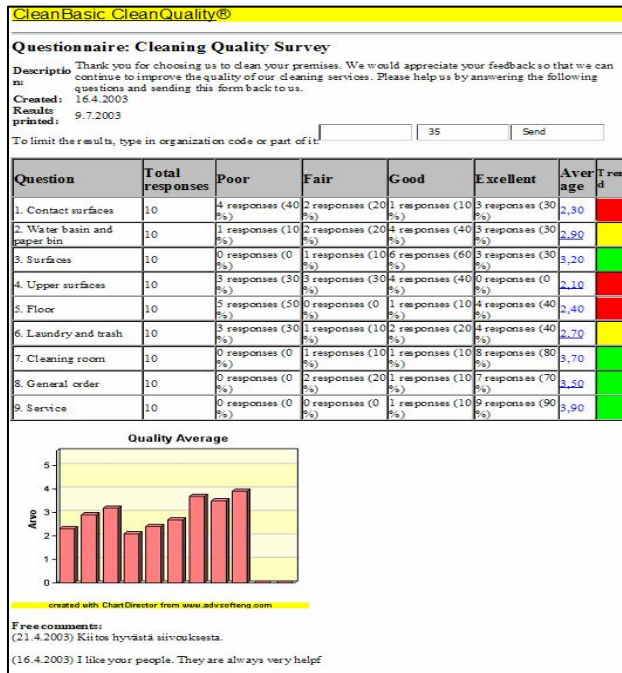 CleanBasic CleanQuality®
Questionnaire: Cleaning Quality Survey
Description: Thank you for choosing us to clean your premises. We would appreciate your feedback so that we can
continue to improve the quality of our cleaning services. Please help us by answering the following
questions and sending this form back to us.
Created: 16.4.2003
Results printed: 9.7.2003
To limit the results, type in organization code or part of it: 35 Send
Question Total responses Poor Fair Good Excellent Average Trend
1. Contact surfaces 10 4 responses (40 %) 2 responses (20 %) 1 responses (10 %) 3 responses (30 %) 2,30
2. Water basin and paper bin 10 1 responses (10 %) 2 responses (20 %) 4 responses (40 %) 3 responses (30 %) 2,90
3. Surfaces 10 0 responses (0 %) 1 responses (10 %) 6 responses (60 %) 3 responses (30 %) 3,20
4. Upper surfaces 10 3 responses (30 %) 3 responses (30 %) 4 responses (40 %) 0 responses (0 %) 2,10
5. Floor 10 5 responses (50 %) 0 responses (0 %) 1 responses (10 %) 4 responses (40 %) 2,40
6. Laundry and trash 10 3 responses (30 %) 1 responses (10 %) 2 responses (20 %) 4 responses (40 %) 2,70
7. Cleaning room 10 0 responses (0 %) 1 responses (10 %) 1 responses (10 %) 8 responses (80 %) 3,70
8. General order 10 0 responses (0 %) 2 responses (20 %) 1 responses (10 %) 7 responses (70 %) 3,50
9. Service 10 0 responses (0 %) 0 responses (0 %) 1 responses (10 %) 9 responses (90 %) 3,90
Quality Average
5
4
3
2
1
0
Arvo
created with ChartDirector from www.advsofteng.com
Free comments:
(21.4.2003) Kiitos hyvästä siivouksesta.
(16.4.2003) I like your people. They are always very helpf